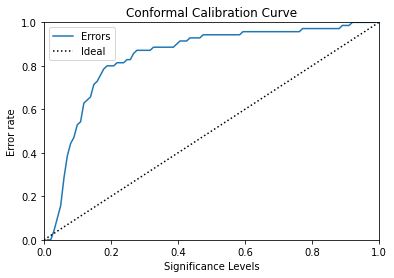 Conformal Calibration Curve
Errors
Ideal
Error rate
1.0
0.8
0.6
0.4
0.2
0.0
0.0 0.2 0.4 0.6 0.8 1.0
Significance Levels